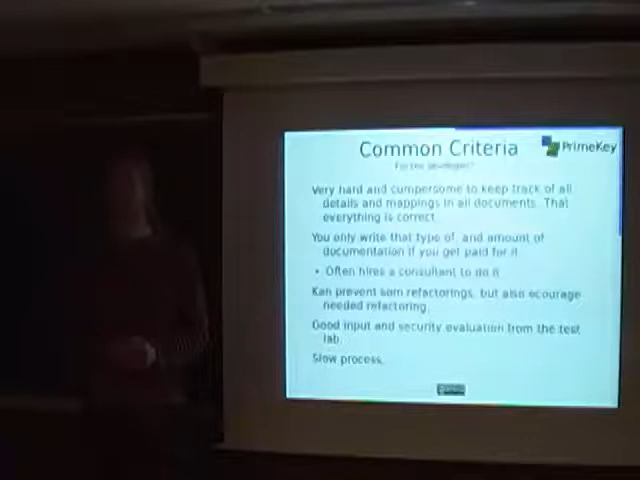 Common Criteria
PrimeKey
For the developer?
Very hard and cumpersome to keep track of all
details and mappings in all documents. That
everything is correct.
You only write that type of, and amount of
documentation if you get paid for it.
• Often hires a consultant to do it
Kan prevent som refactorings, but also ecourage
needed refactoring.
Good input and security evaluation from the test
lab.
Slow process.